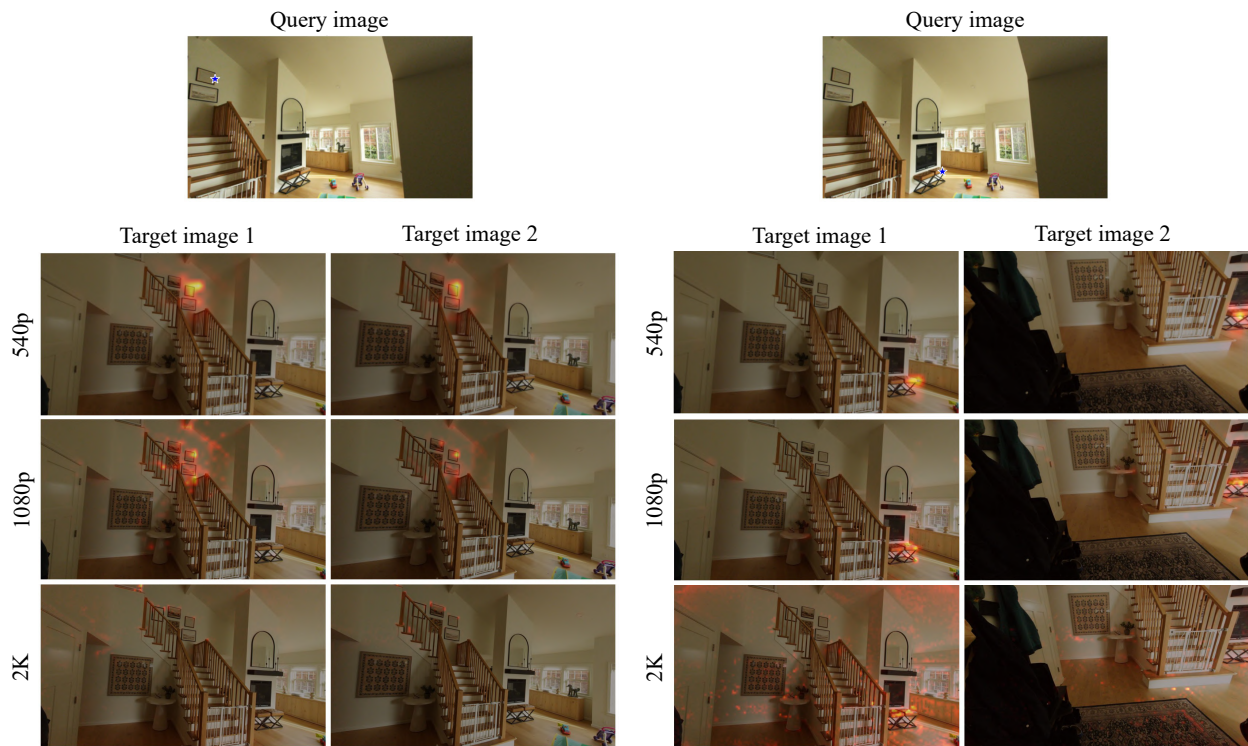 Query image
Query image
Target image 1
Target image 2
Target image 1
Target image 2
540p
540p
1080p
1080p
2K
2K